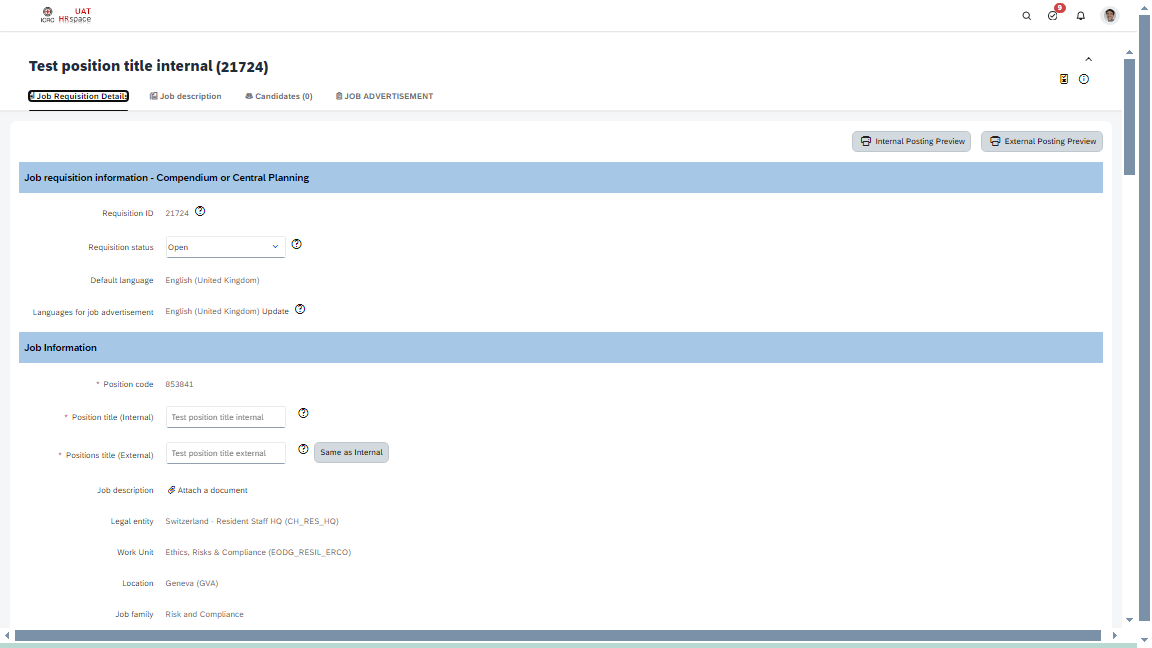 UAT
ICRC HRspace
9
Test position title internal (21724)
Job Requisition Details
Job description
Candidates (0)
JOB ADVERTISEMENT
Internal Posting Preview
External Posting Preview
Job requisition information - Compendium or Central Planning
Requisition ID 21724
Requisition status Open
Default language English (United Kingdom)
Languages for job advertisement English (United Kingdom) Update
Job Information
* Position code 853841
* Position title (Internal) Test position title internal
* Positions title (External) Test position title external Same as Internal
Job description Attach a document
Legal entity Switzerland - Resident Staff HQ (CH_RES_HQ)
Work Unit Ethics, Risks & Compliance (EODG_RESIL_ERCO)
Location Geneva (GVA)
Job family Risk and Compliance